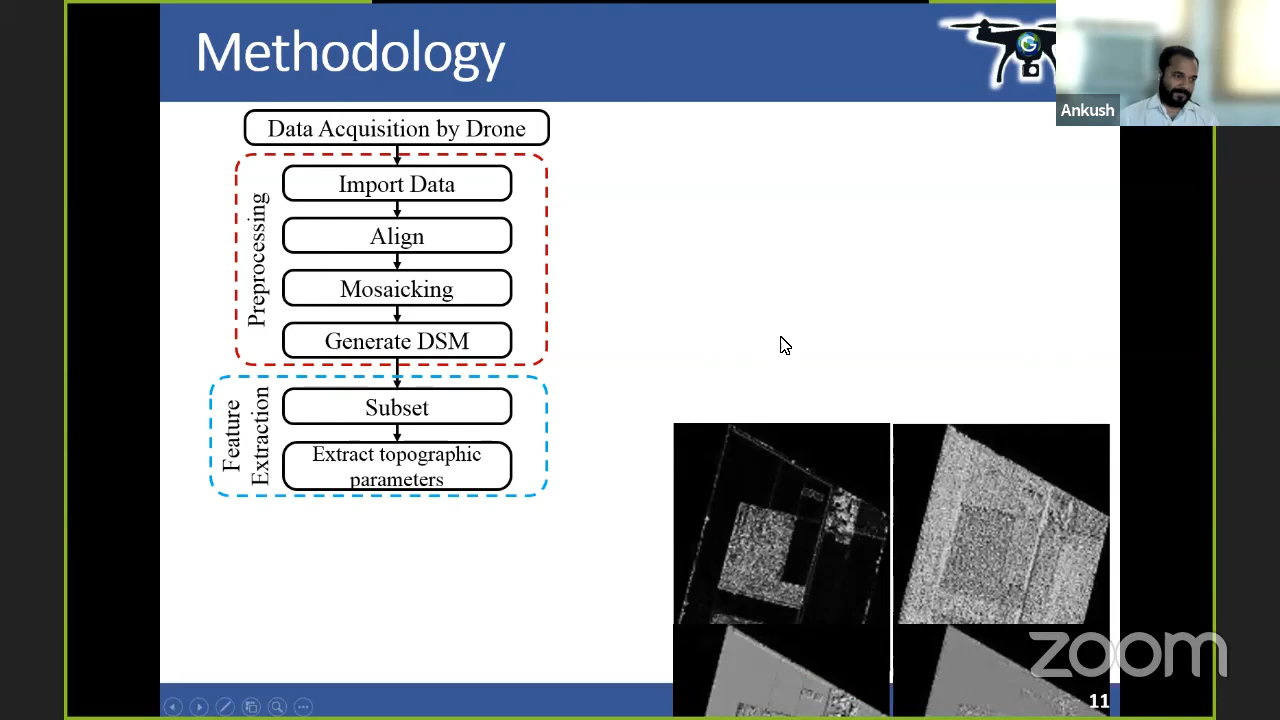 Methodology
Ankush
Data Acquisition by Drone
Preprocessing
Import Data
Align
Mosaicking
Generate DSM
Feature
Extraction
Subset
Extract topographic
parameters
zoom
11